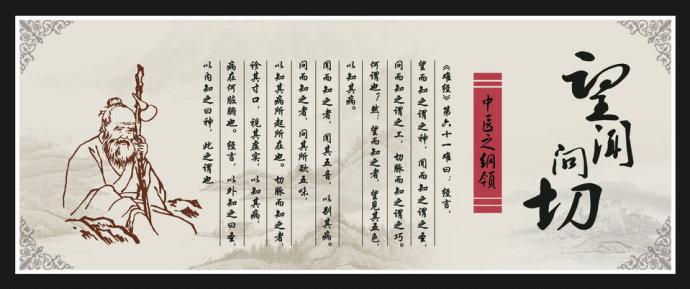 望闻问切
中医之纲领
《难经》第六十一难曰：经言，
望而知之谓之神，闻而知之谓之圣，
问而知之谓之工，切脉而知之谓之巧。
何谓也？然：望而知之者，望见其五色，
以知其病。
闻而知之者，闻其五音，以别其病。
问而知之者，问其所欲五味，
以知其病所起所在也。切脉而知之者，
诊其寸口，视其虚实，以知其病，
病在何脏腑也。经言，以外知之曰圣，
以内知之曰神，此之谓也。